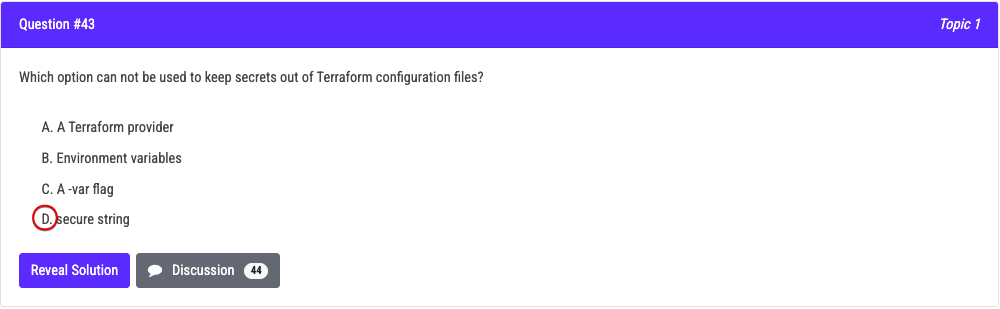 Question #43
Topic 1
Which option can not be used to keep secrets out of Terraform configuration files?
A. A Terraform provider
B. Environment variables
C. A -var flag
D. secure string
Reveal Solution
Discussion 44